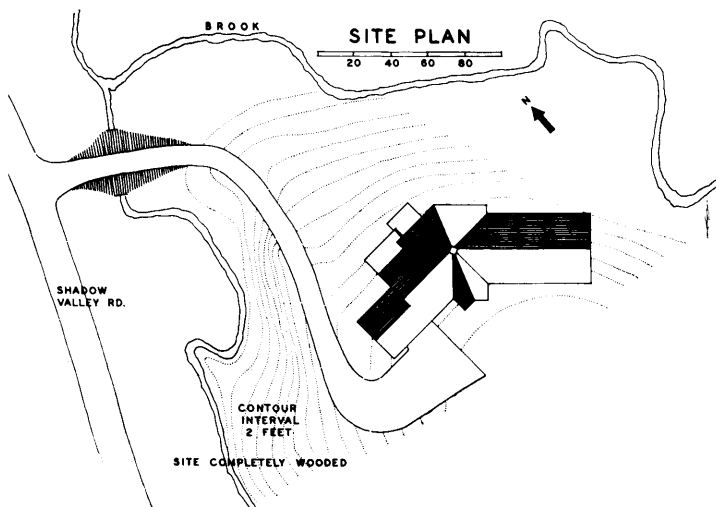 BROOK
SITE PLAN
20 40 60 80
N
SHADOW
VALLEY RD.
CONTOUR
INTERVAL
2 FEET
SITE COMPLETELY WOODED